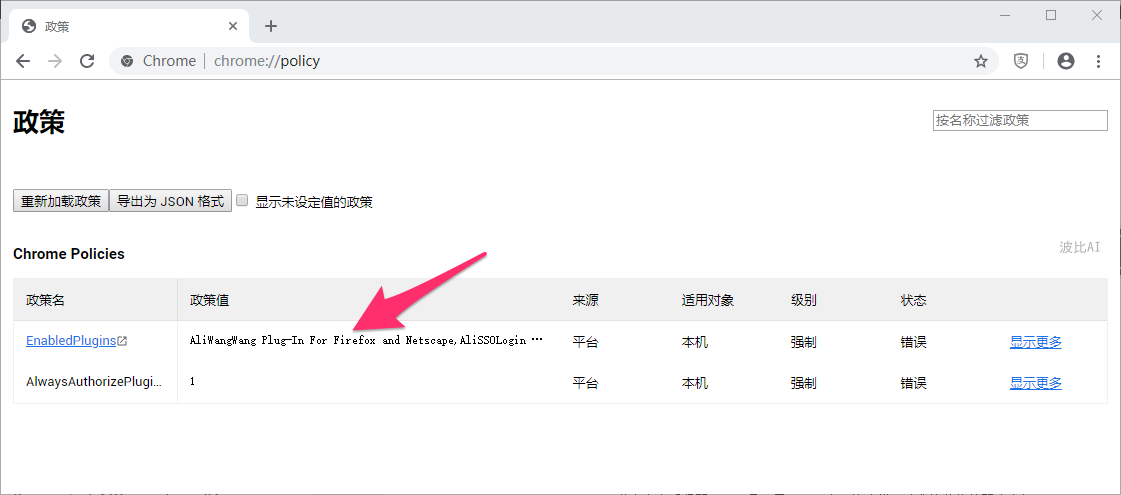 政策
Chrome | chrome://policy
政策
按名称过滤政策
重新加载政策 导出为 JSON 格式 显示未设定值的政策
波比AI
Chrome Policies
政策名 政策值 来源 适用对象 级别 状态
EnabledPlugins AliWangWang Plug-In For Firefox and Netscape,AliSSOLogin ... 平台 本机 强制 错误 显示更多
AlwaysAuthorizePlugi... 1 平台 本机 强制 错误 显示更多